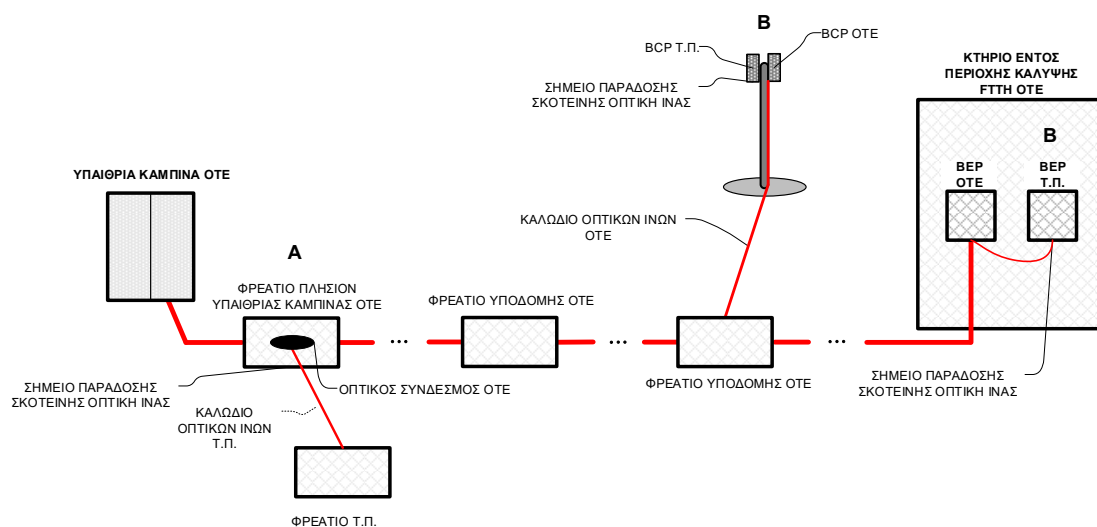 B
BCP Τ.Π.
BCP ΟΤΕ
ΣΗΜΕΙΟ ΠΑΡΑΔΟΣΗΣ
ΣΚΟΤΕΙΝΗΣ ΟΠΤΙΚΗ ΙΝΑΣ
ΚΤΗΡΙΟ ΕΝΤΟΣ
ΠΕΡΙΟΧΗΣ ΚΑΛΥΨΗΣ
FTTH ΟΤΕ
B
BEP
ΟΤΕ
BEP
Τ.Π.
ΥΠΑΙΘΡΙΑ ΚΑΜΠΙΝΑ ΟΤΕ
ΚΑΛΩΔΙΟ ΟΠΤΙΚΩΝ ΙΝΩΝ
ΟΤΕ
A
ΦΡΕΑΤΙΟ ΠΛΗΣΙΟΝ
ΥΠΑΙΘΡΙΑΣ ΚΑΜΠΙΝΑΣ ΟΤΕ
ΦΡΕΑΤΙΟ ΥΠΟΔΟΜΗΣ ΟΤΕ
...
...
...
ΣΗΜΕΙΟ ΠΑΡΑΔΟΣΗΣ
ΣΚΟΤΕΙΝΗΣ ΟΠΤΙΚΗ ΙΝΑΣ
ΟΠΤΙΚΟΣ ΣΥΝΔΕΣΜΟΣ ΟΤΕ
ΦΡΕΑΤΙΟ ΥΠΟΔΟΜΗΣ ΟΤΕ
ΣΗΜΕΙΟ ΠΑΡΑΔΟΣΗΣ
ΣΚΟΤΕΙΝΗΣ ΟΠΤΙΚΗ ΙΝΑΣ
ΚΑΛΩΔΙΟ
ΟΠΤΙΚΩΝ ΙΝΩΝ
Τ.Π.
ΦΡΕΑΤΙΟ Τ.Π.